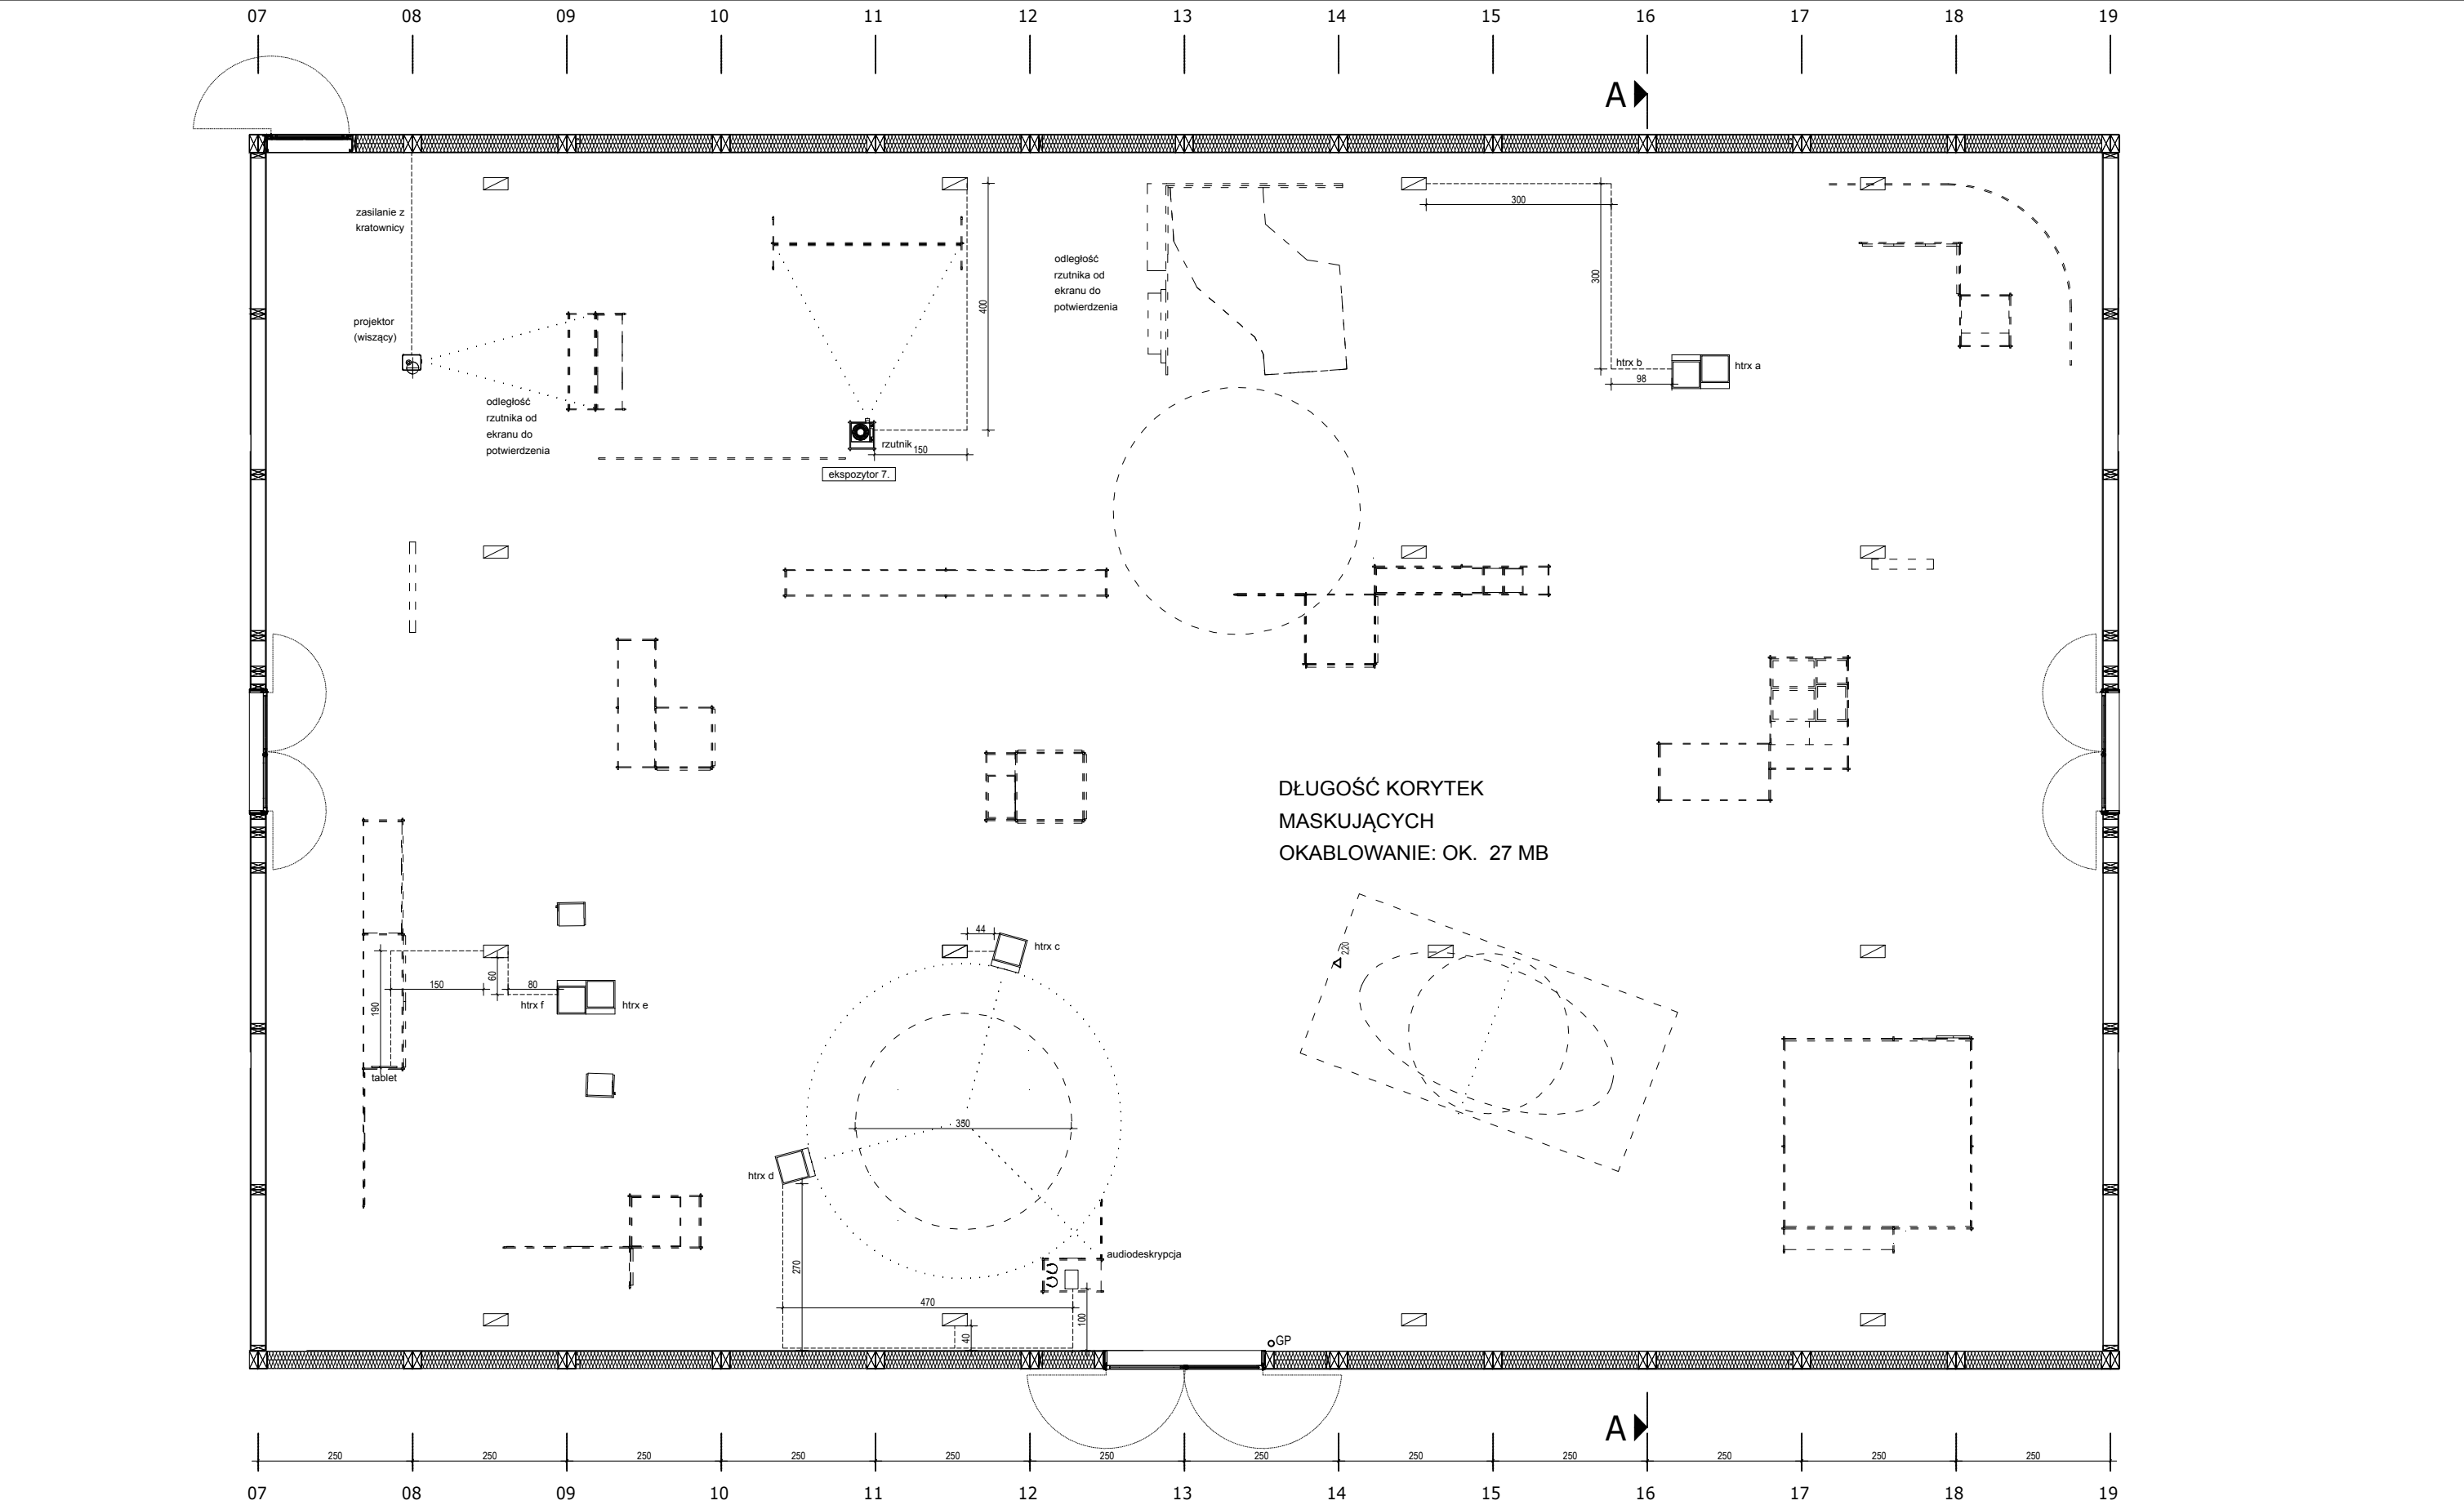 07 08 09 10 11 12 13 14 15 16 17 18 19
A
zasilanie z
kratownicy
300
odległość
rzutnika od
ekranu do
potwierdzenia
300
400
projektor
(wiszący)
htrx b
htrx a
98
odległość
rzutnika od
ekranu do
potwierdzenia
rzutnik
150
ekspozytor 7.
DŁUGOŚĆ KORYTEK
MASKUJĄCYCH
OKABLOWANIE: OK. 27 MB
44
htrx c
220
60
150
80
190
htrx f
htrx e
tablet
350
htrx d
audiodeskrypcja
270
470
100
40
GP
A
250 250 250 250 250 250 250 250 250 250 250 250
07 08 09 10 11 12 13 14 15 16 17 18 19